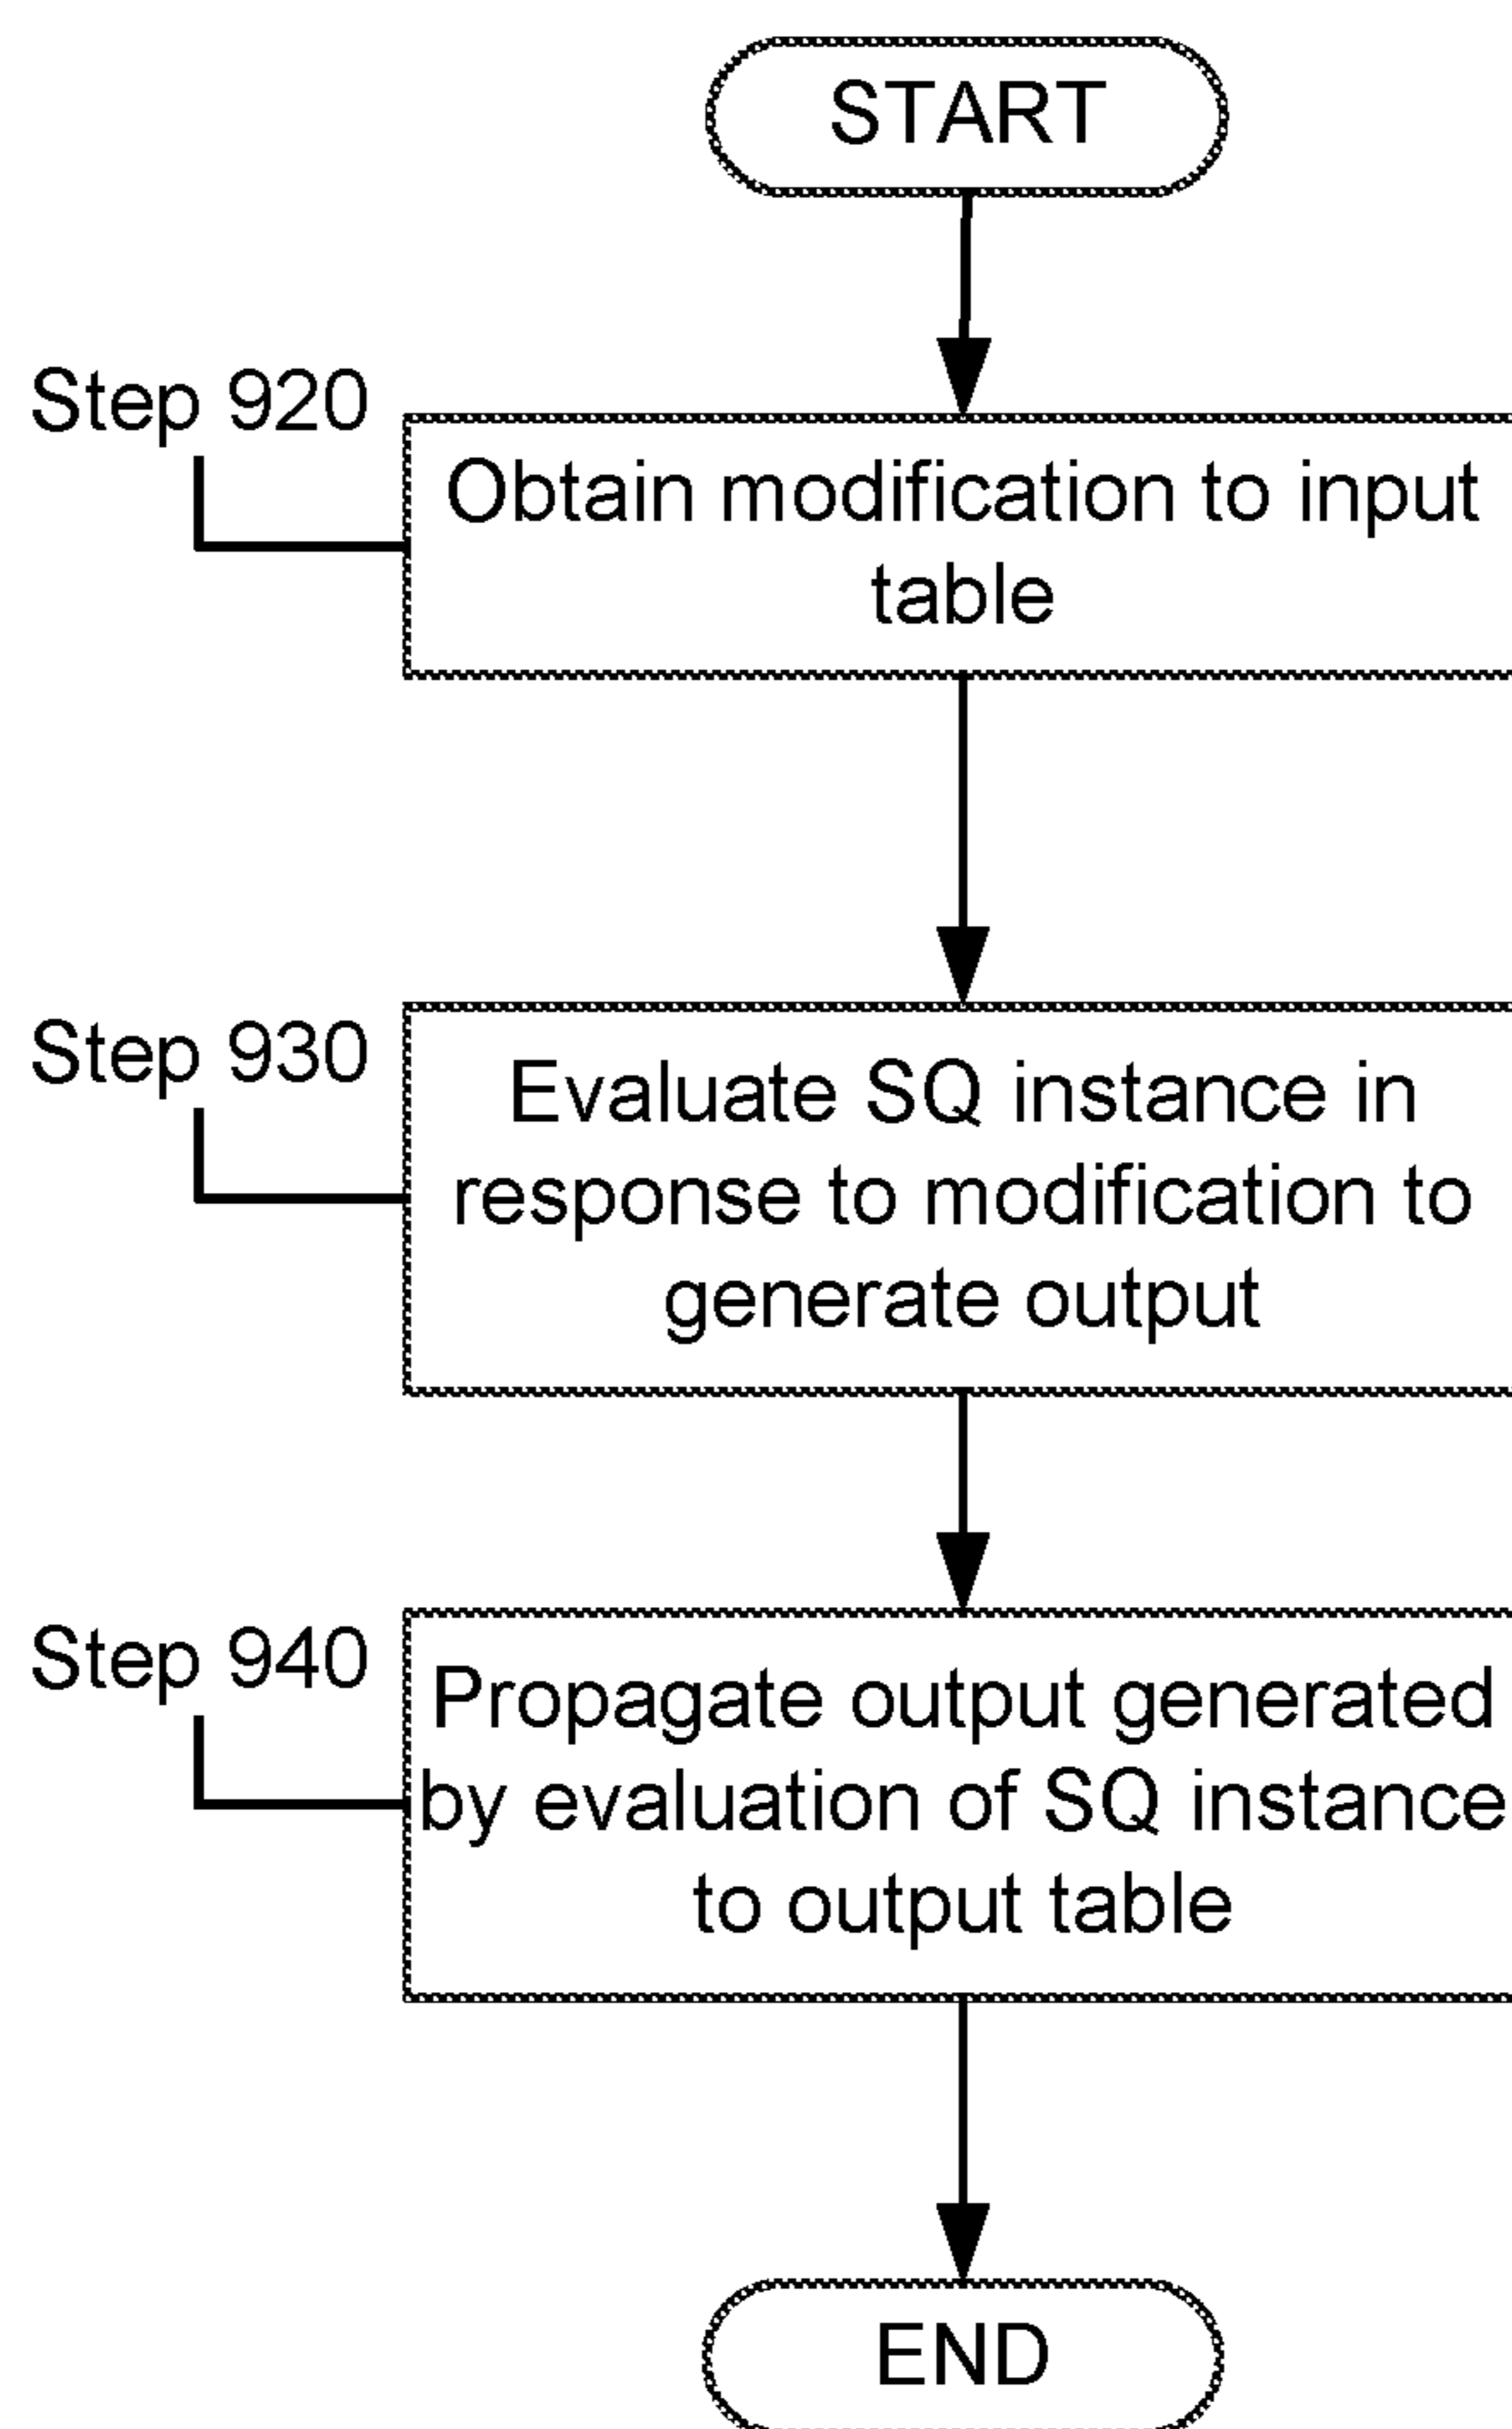 START
Step 920
Obtain modification to input
table
Step 930
Evaluate SQ instance in
response to modification to
generate output
Step 940
Propagate output generated
by evaluation of SQ instance
to output table
END